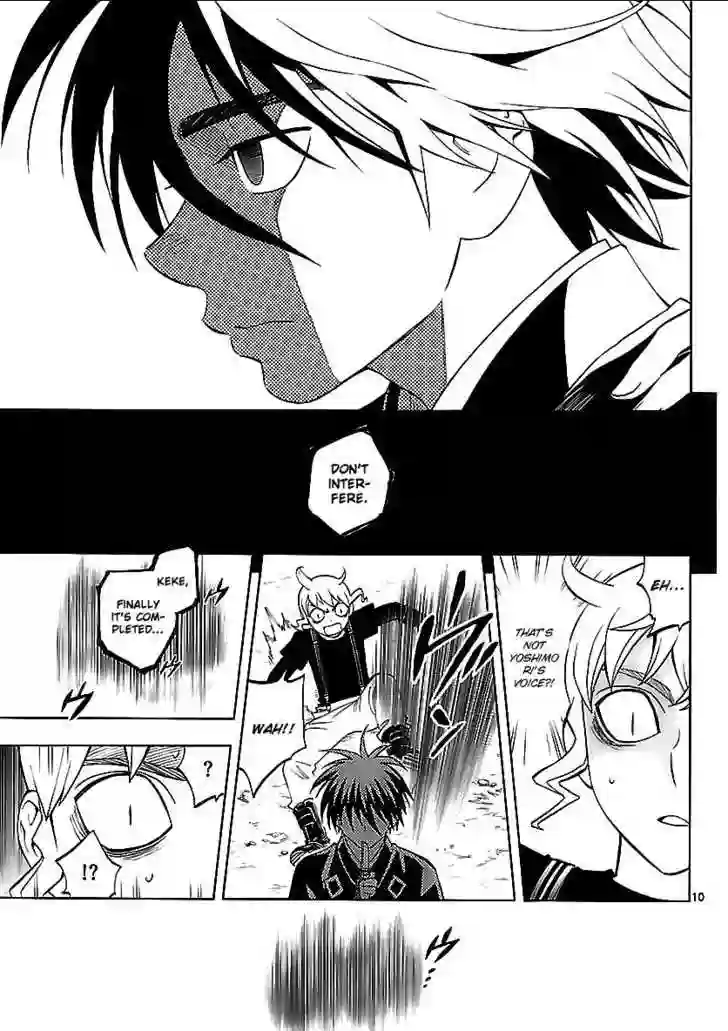 DON'T
INTER-
FERE.
EH...
THAT'S
NOT
YOSHIMO
RI'S
VOICE?!
WAH!!
KEKE,
FINALLY
IT'S COM-
PLETED...
?
!?
10